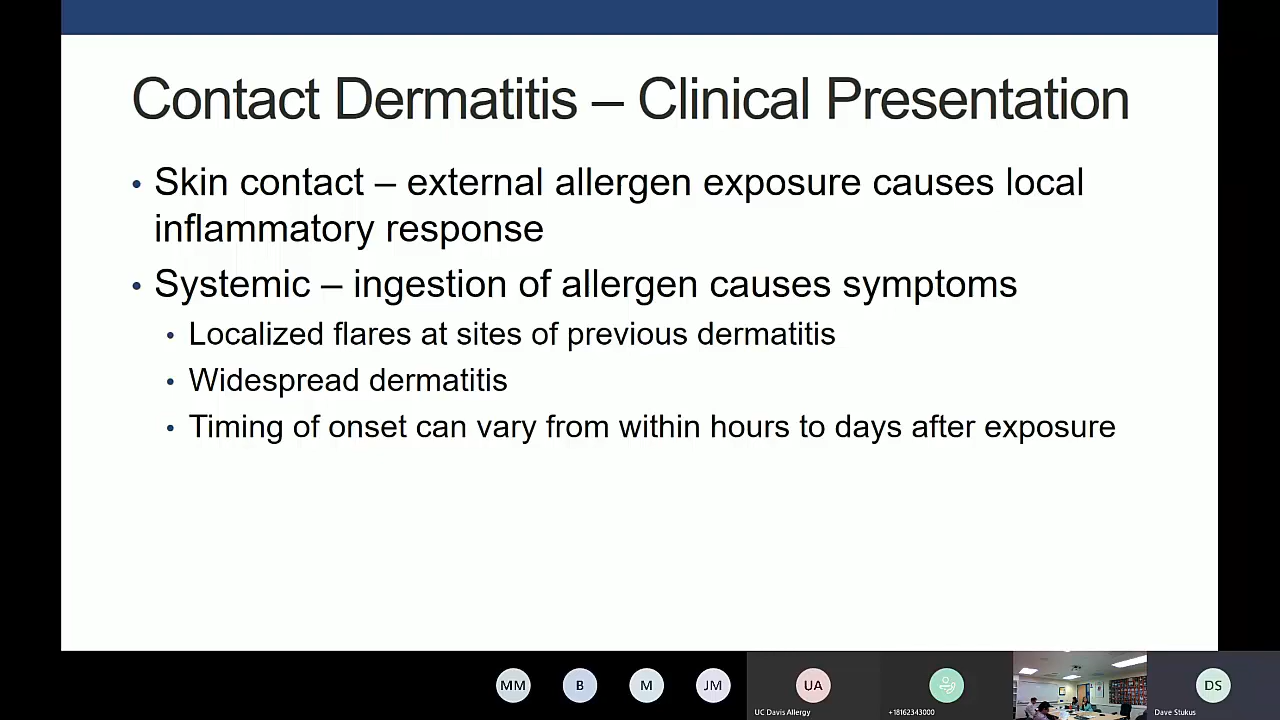 Contact Dermatitis – Clinical Presentation
• Skin contact – external allergen exposure causes local
inflammatory response
• Systemic – ingestion of allergen causes symptoms
• Localized flares at sites of previous dermatitis
• Widespread dermatitis
• Timing of onset can vary from within hours to days after exposure
MM
B
M
JM
UA
DS
UC Davis Allergy
+18162343000
Dave Stukus